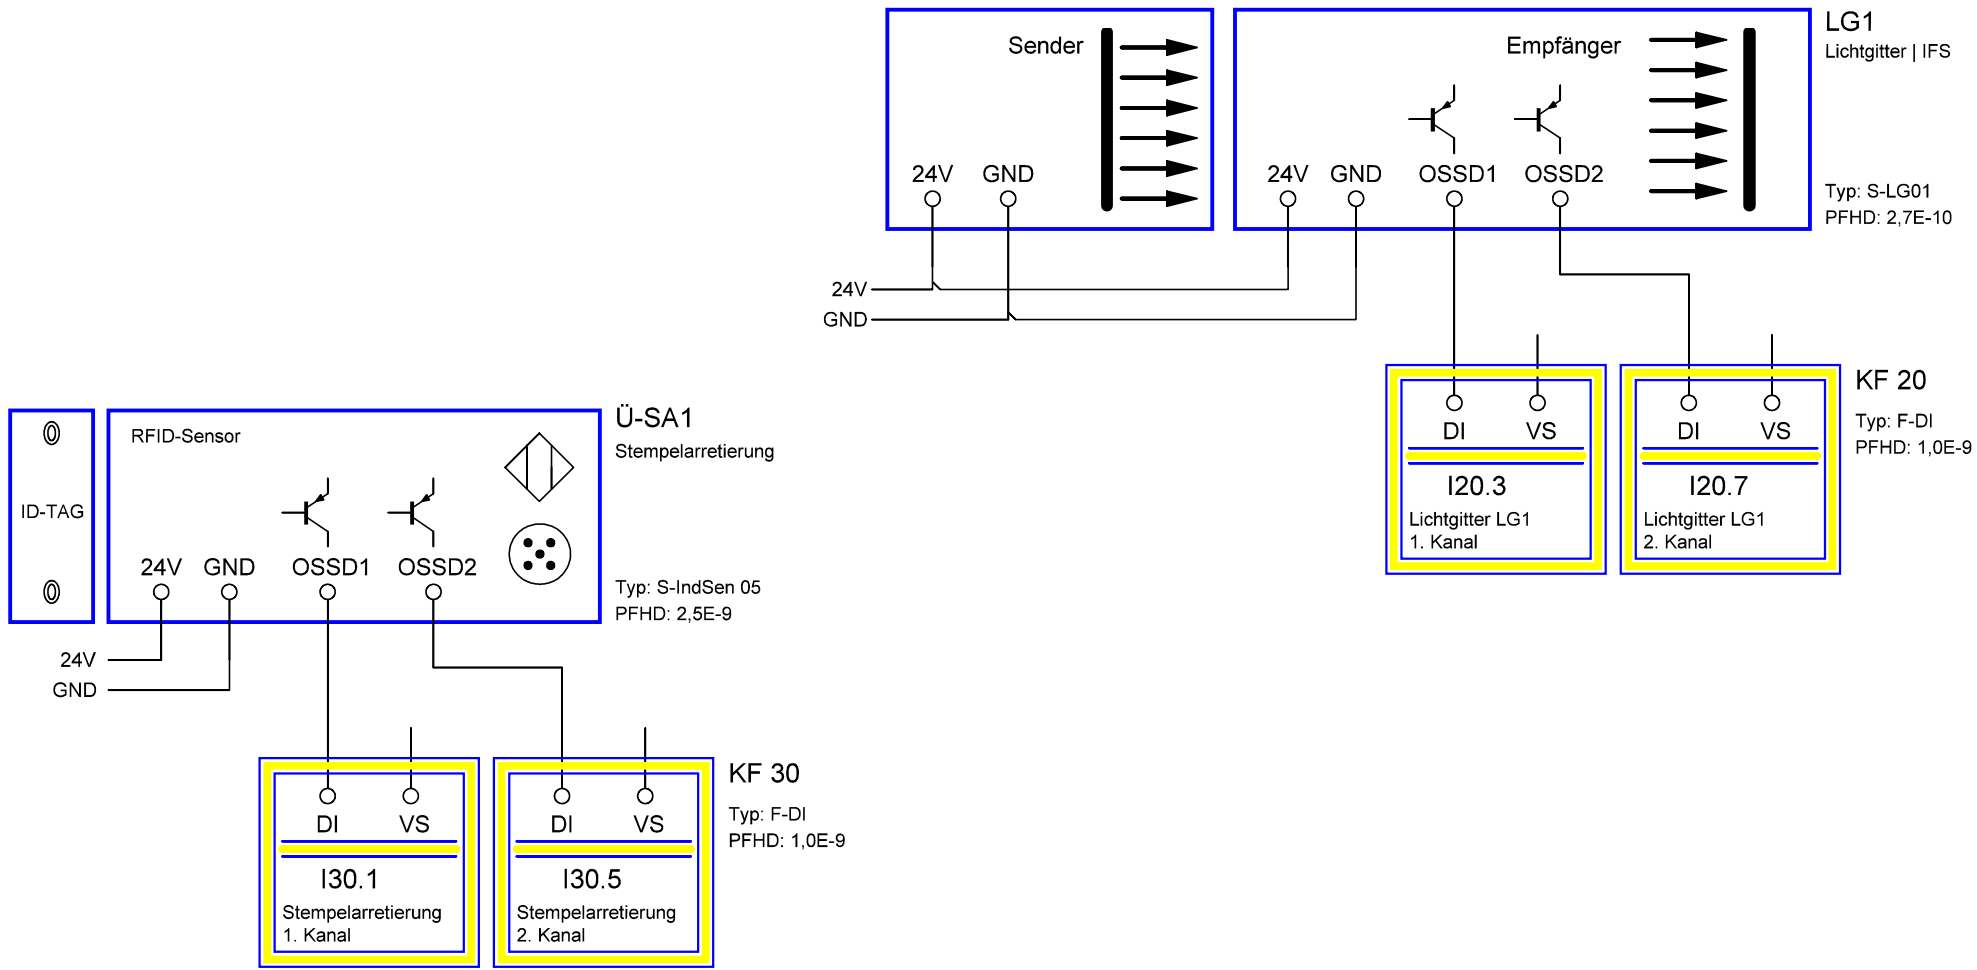 Sender
24V GND
Empfänger
24V GND OSSD1 OSSD2
LG1
Lichtgitter | IFS
Typ: S-LG01
PFHD: 2,7E-10
24V
GND
DI VS
I20.3
Lichtgitter LG1
1. Kanal
DI VS
I20.7
Lichtgitter LG1
2. Kanal
KF 20
Typ: F-DI
PFHD: 1,0E-9
ID-TAG
RFID-Sensor
24V GND OSSD1 OSSD2
Ü-SA1
Stempelarretierung
Typ: S-IndSen 05
PFHD: 2,5E-9
24V
GND
DI VS
I30.1
Stempelarretierung
1. Kanal
DI VS
I30.5
Stempelarretierung
2. Kanal
KF 30
Typ: F-DI
PFHD: 1,0E-9